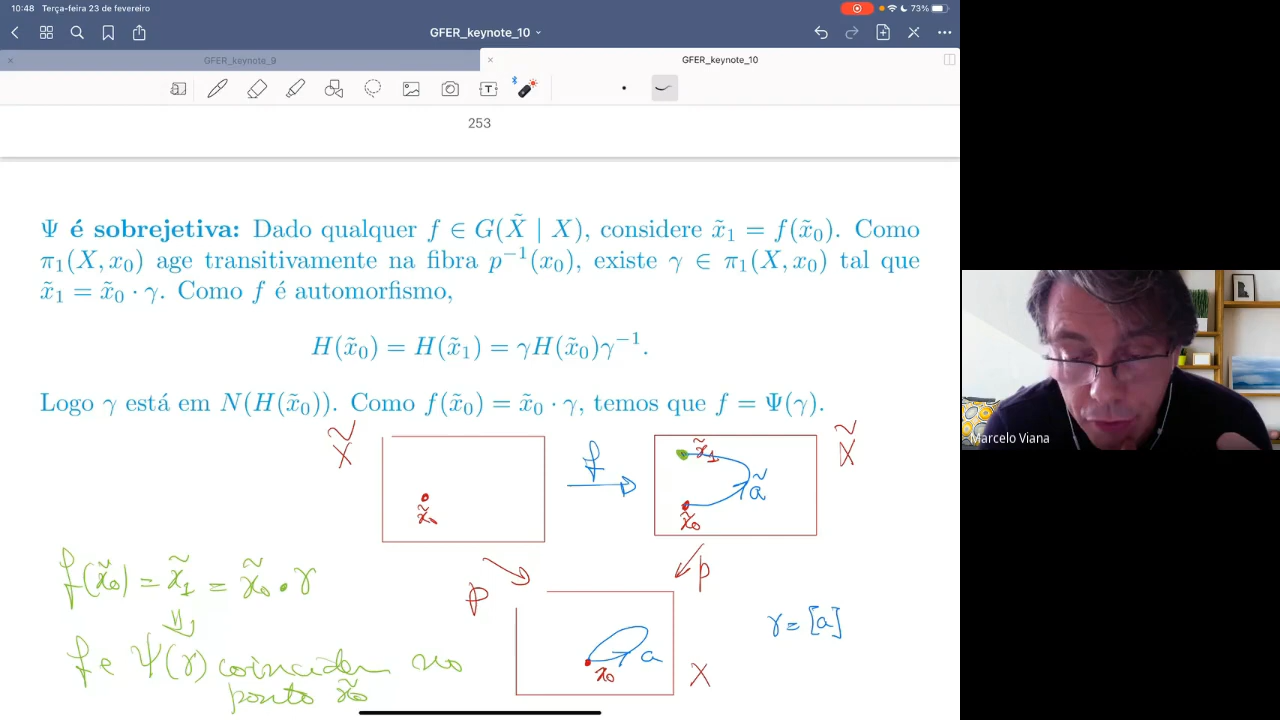 10:48 Terça-feira 23 de fevereiro
73%
GFER_keynote_10
GFER_keynote_9
GFER_keynote_10
253
Ψ é sobrejetiva: Dado qualquer f ∈ G(X̃ | X), considere x̃₁ = f(x̃₀). Como
π₁(X, x₀) age transitivamente na fibra p⁻¹(x₀), existe γ ∈ π₁(X, x₀) tal que
x̃₁ = x̃₀ · γ. Como f é automorfismo,
H(x̃₀) = H(x̃₁) = γH(x̃₀)γ⁻¹.
Logo γ está em N(H(x̃₀)). Como f(x̃₀) = x̃₀ · γ, temos que f = Ψ(γ).
X̃
f
x̃₁
ã
x̃₀
X̃
p
p
f(x̃₀) = x̃₁ = x̃₀ · γ
⇓
f e Ψ(γ) coincidem no
ponto x̃₀
a
x₀
X
γ = [a]
Marcelo Viana